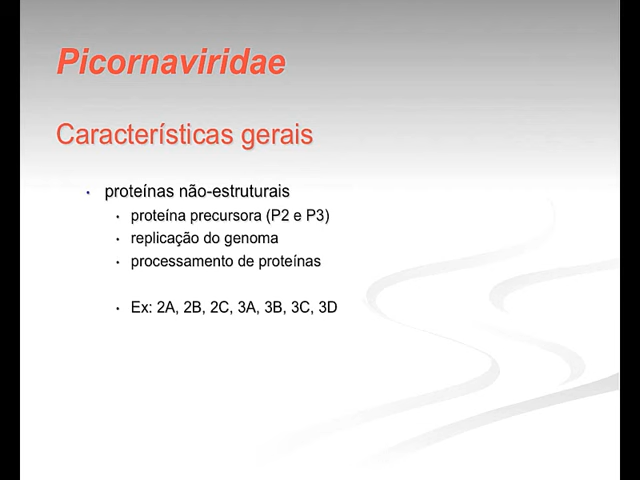 Picornaviridae
Características gerais
• proteínas não-estruturais
• proteína precursora (P2 e P3)
• replicação do genoma
• processamento de proteínas
• Ex: 2A, 2B, 2C, 3A, 3B, 3C, 3D